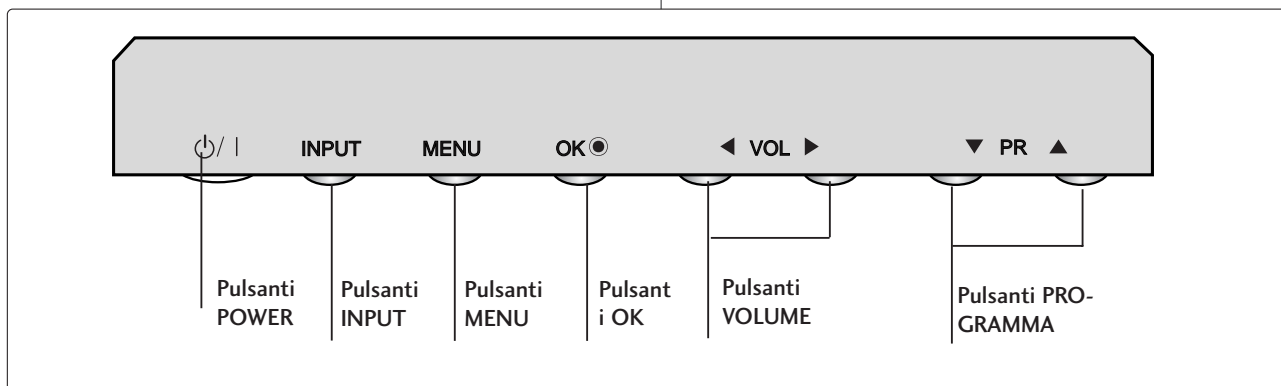 ⏻/ I INPUT MENU OK◉ ◀ VOL ▶ ▼ PR ▲
Pulsanti
POWER
Pulsanti
INPUT
Pulsanti
MENU
Pulsant
i OK
Pulsanti
VOLUME
Pulsanti PRO-
GRAMMA